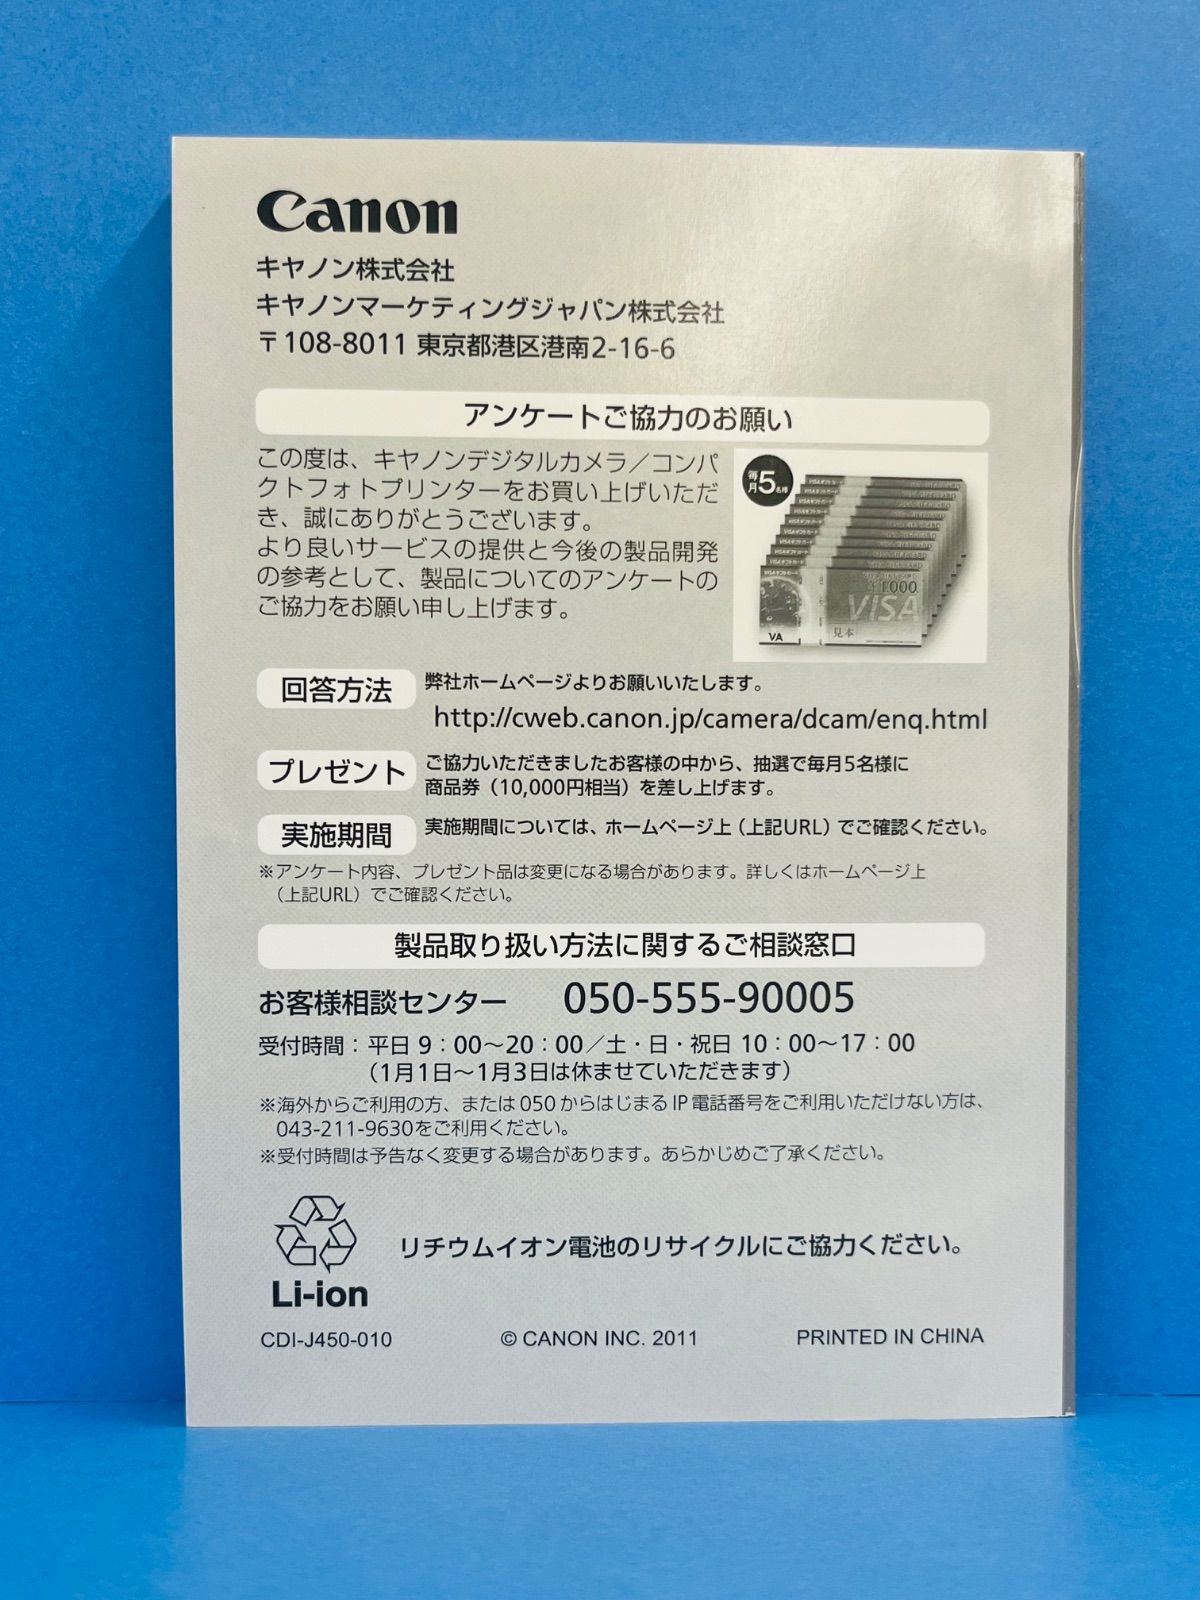 Canon
キヤノン株式会社
キヤノンマーケティングジャパン株式会社
〒108-8011 東京都港区港南2-16-6
アンケートご協力のお願い
この度は、キヤノンデジタルカメラ／コンパ
クトフォトプリンターをお買い上げいただ
き、誠にありがとうございます。
より良いサービスの提供と今後の製品開発
の参考として、製品についてのアンケートの
ご協力をお願い申し上げます。
毎月5名様
VISAギフトカード
¥1,000
VISA
見本
VA
回答方法
弊社ホームページよりお願いいたします。
http://cweb.canon.jp/camera/dcam/enq.html
プレゼント
ご協力いただきましたお客様の中から、抽選で毎月5名様に
商品券（10,000円相当）を差し上げます。
実施期間
実施期間については、ホームページ上（上記URL）でご確認ください。
※アンケート内容、プレゼント品は変更になる場合があります。詳しくはホームページ上
（上記URL）でご確認ください。
製品取り扱い方法に関するご相談窓口
お客様相談センター 050-555-90005
受付時間：平日 9：00～20：00／土・日・祝日 10：00～17：00
（1月1日～1月3日は休ませていただきます）
※海外からご利用の方、または050からはじまるIP電話番号をご利用いただけない方は、
043-211-9630をご利用ください。
※受付時間は予告なく変更する場合があります。あらかじめご了承ください。
リチウムイオン電池のリサイクルにご協力ください。
Li-ion
CDI-J450-010 © CANON INC. 2011 PRINTED IN CHINA